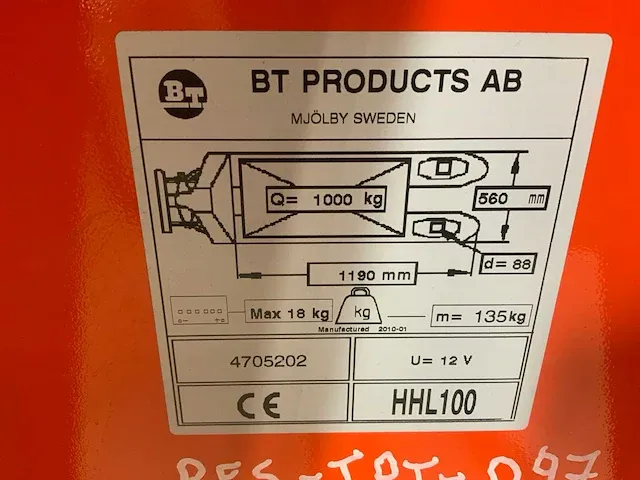 BT
BT PRODUCTS AB
MJÖLBY SWEDEN
Q= 1000 kg
560 mm
d= 88
1190 mm
Max 18 kg
kg
m= 135kg
Manufactured 2010-01
4705202
U= 12 V
CE
HHL100